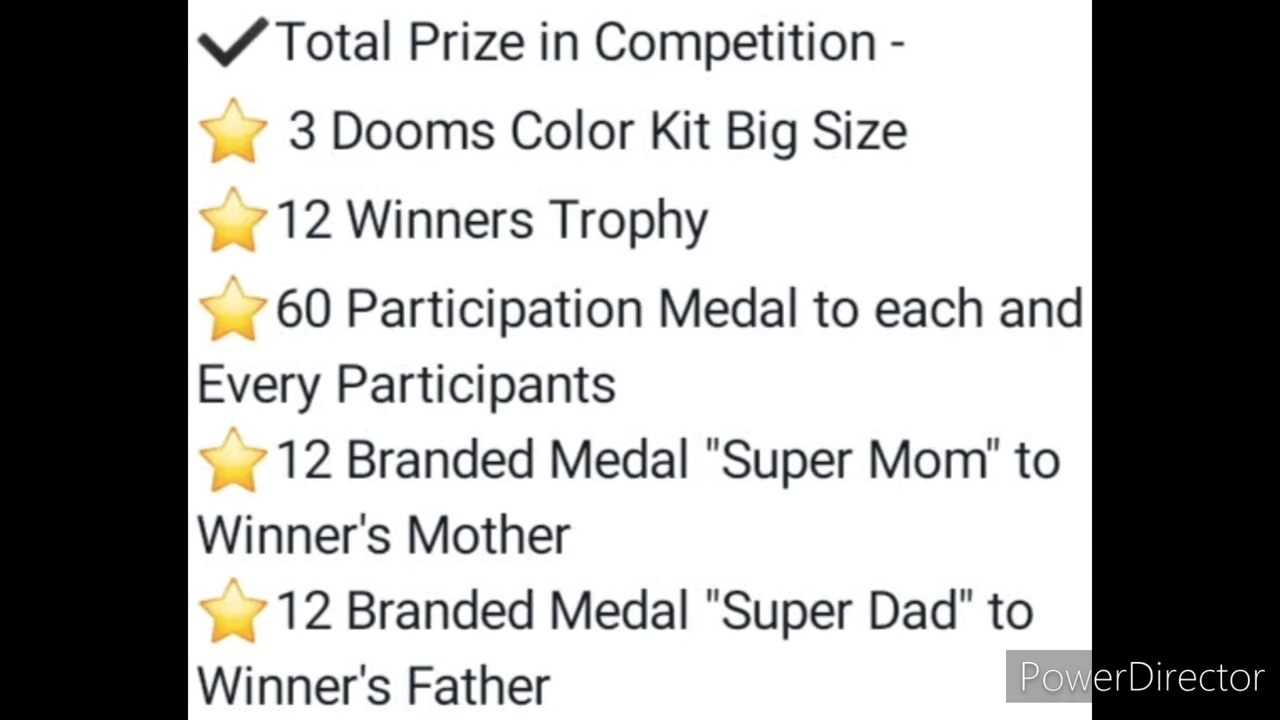 ✔Total Prize in Competition -
⭐ 3 Dooms Color Kit Big Size
⭐12 Winners Trophy
⭐60 Participation Medal to each and
Every Participants
⭐12 Branded Medal "Super Mom" to
Winner's Mother
⭐12 Branded Medal "Super Dad" to
Winner's Father
PowerDirector